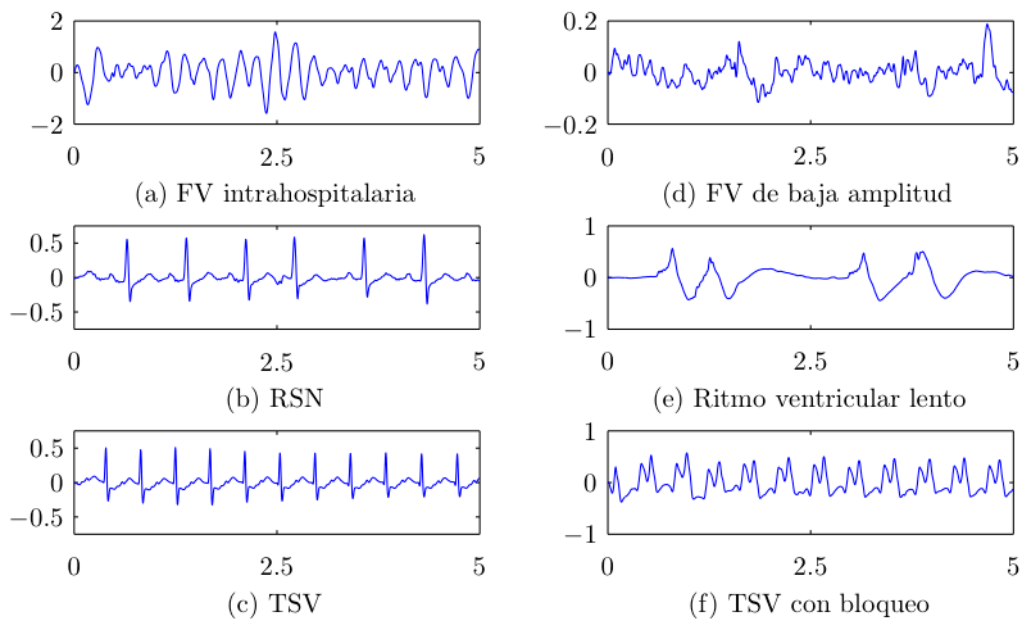 2
0
−2
0 2.5 5
(a) FV intrahospitalaria
0.2
0
−0.2
0 2.5 5
(d) FV de baja amplitud
0.5
0
−0.5
0 2.5 5
(b) RSN
1
0
−1
0 2.5 5
(e) Ritmo ventricular lento
0.5
0
−0.5
0 2.5 5
(c) TSV
1
0
−1
0 2.5 5
(f) TSV con bloqueo